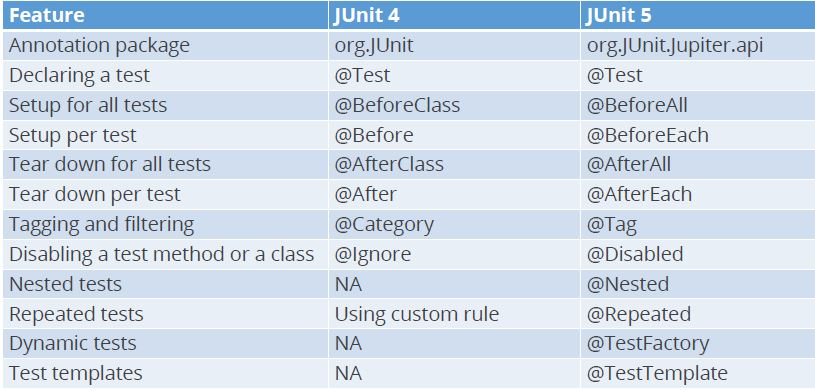 Feature JUnit 4 JUnit 5
Annotation package org.JUnit org.JUnit.Jupiter.api
Declaring a test @Test @Test
Setup for all tests @BeforeClass @BeforeAll
Setup per test @Before @BeforeEach
Tear down for all tests @AfterClass @AfterAll
Tear down per test @After @AfterEach
Tagging and filtering @Category @Tag
Disabling a test method or a class @Ignore @Disabled
Nested tests NA @Nested
Repeated tests Using custom rule @Repeated
Dynamic tests NA @TestFactory
Test templates NA @TestTemplate